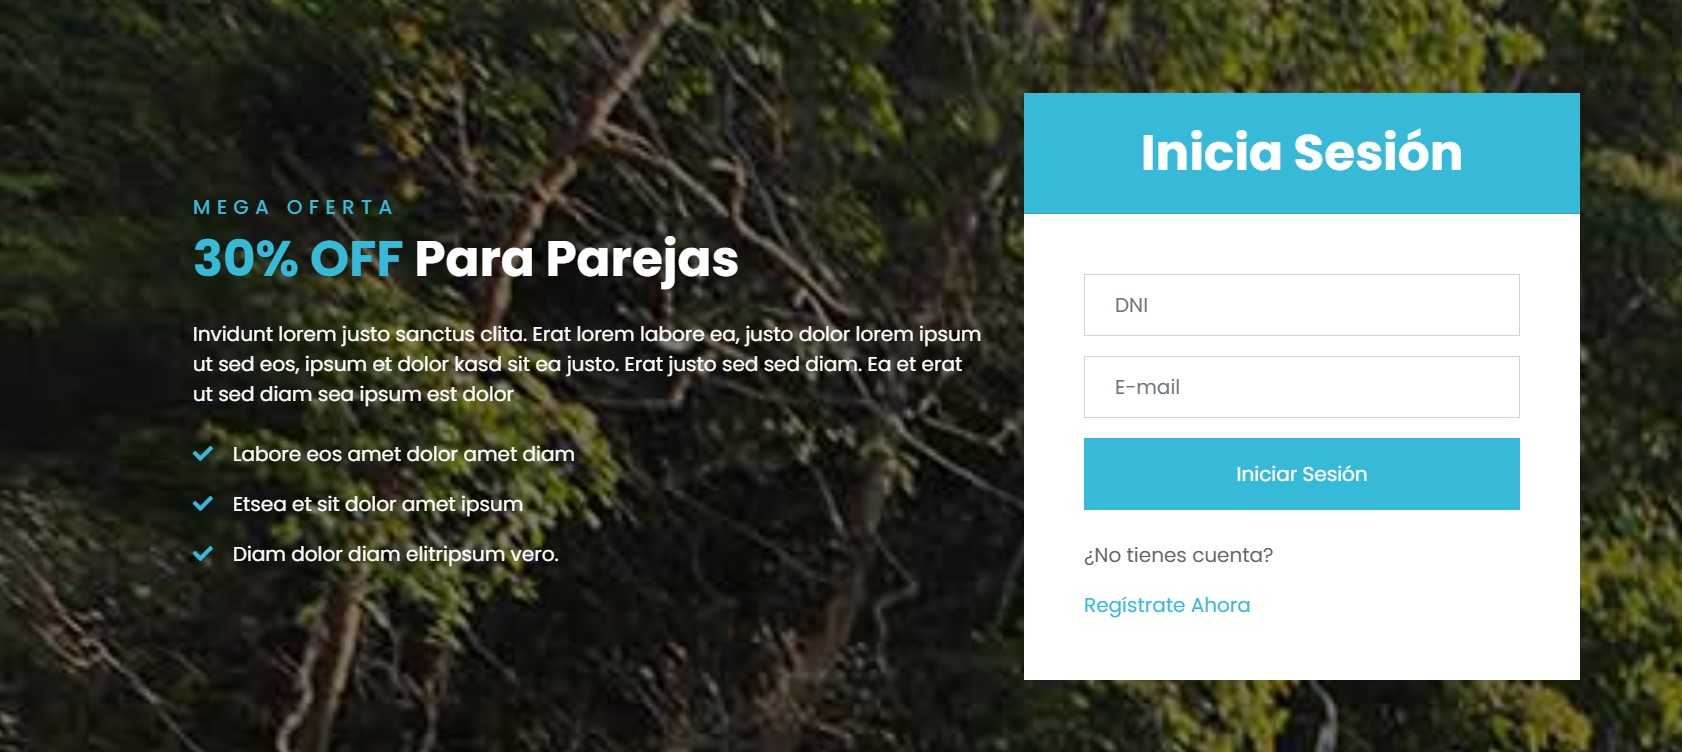 MEGA OFERTA
30% OFF Para Parejas
Invidunt lorem justo sanctus clita. Erat lorem labore ea, justo dolor lorem ipsum
ut sed eos, ipsum et dolor kasd sit ea justo. Erat justo sed sed diam. Ea et erat
ut sed diam sea ipsum est dolor
Labore eos amet dolor amet diam
Etsea et sit dolor amet ipsum
Diam dolor diam elitripsum vero.
Inicia Sesión
DNI
E-mail
Iniciar Sesión
¿No tienes cuenta?
Regístrate Ahora